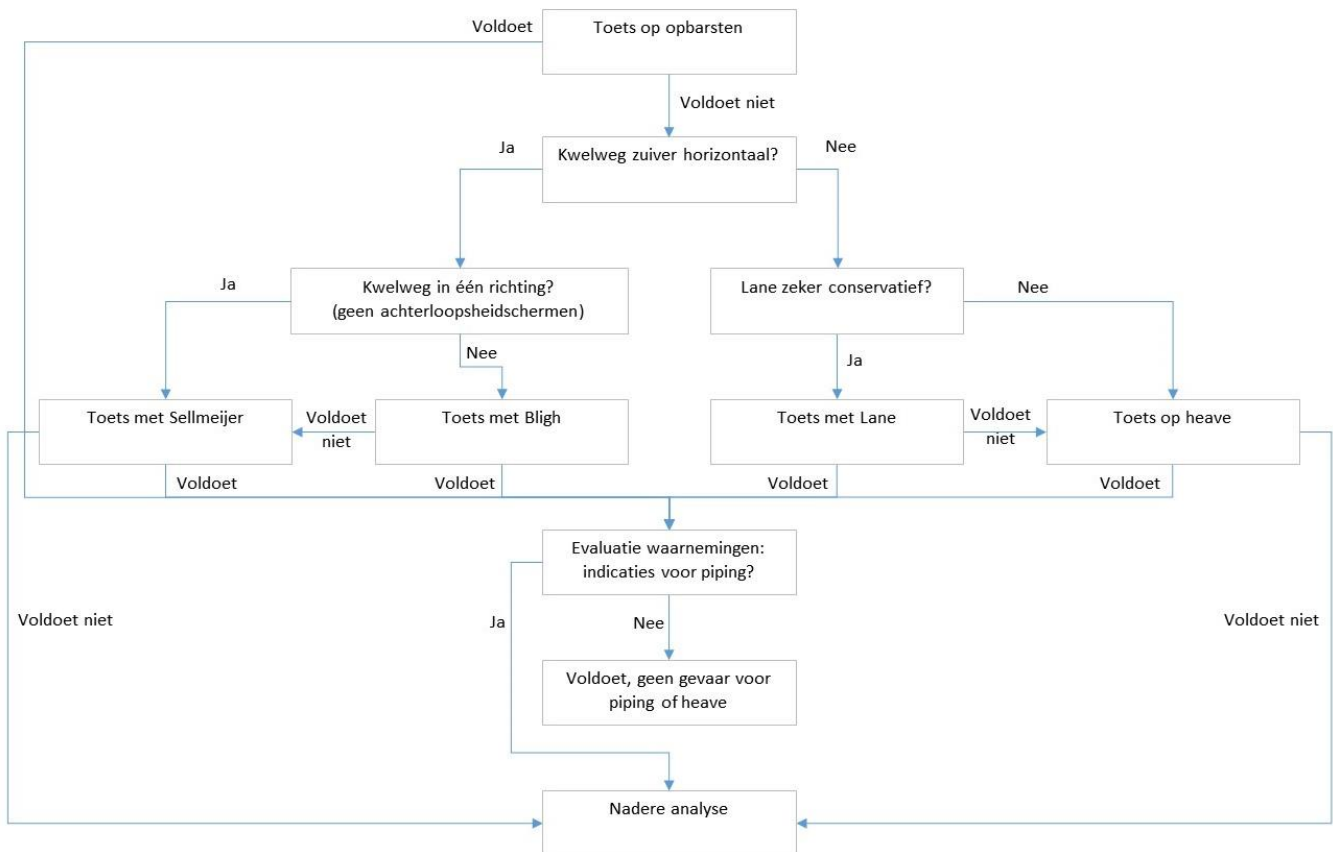 Voldoet
Toets op opbarsten
Voldoet niet
Ja
Kwelweg zuiver horizontaal?
Nee
Ja
Kwelweg in één richting?
(geen achterloopsheidschermen)
Lane zeker conservatief?
Nee
Nee
Ja
Toets met Sellmeijer
Voldoet
niet
Toets met Bligh
Toets met Lane
Voldoet
niet
Toets op heave
Voldoet
Voldoet
Voldoet
Voldoet
Evaluatie waarnemingen:
indicaties voor piping?
Voldoet niet
Ja
Nee
Voldoet niet
Voldoet, geen gevaar voor
piping of heave
Nadere analyse